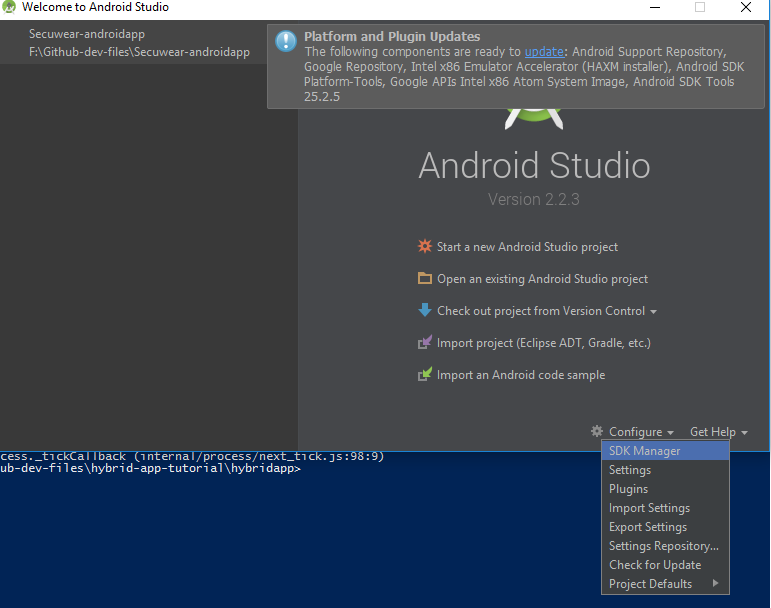 Welcome to Android Studio
Secuwear-androidapp
F:\Github-dev-files\Secuwear-androidapp
Platform and Plugin Updates
The following components are ready to update: Android Support Repository,
Google Repository, Intel x86 Emulator Accelerator (HAXM installer), Android SDK
Platform-Tools, Google APIs Intel x86 Atom System Image, Android SDK Tools
25.2.5
Android Studio
Version 2.2.3
Start a new Android Studio project
Open an existing Android Studio project
Check out project from Version Control
Import project (Eclipse ADT, Gradle, etc.)
Import an Android code sample
Configure Get Help
SDK Manager
Settings
Plugins
Import Settings
Export Settings
Settings Repository...
Check for Update
Project Defaults
cess._tickCallback (internal/process/next_tick.js:98:9)
ub-dev-files\hybrid-app-tutorial\hybridapp>